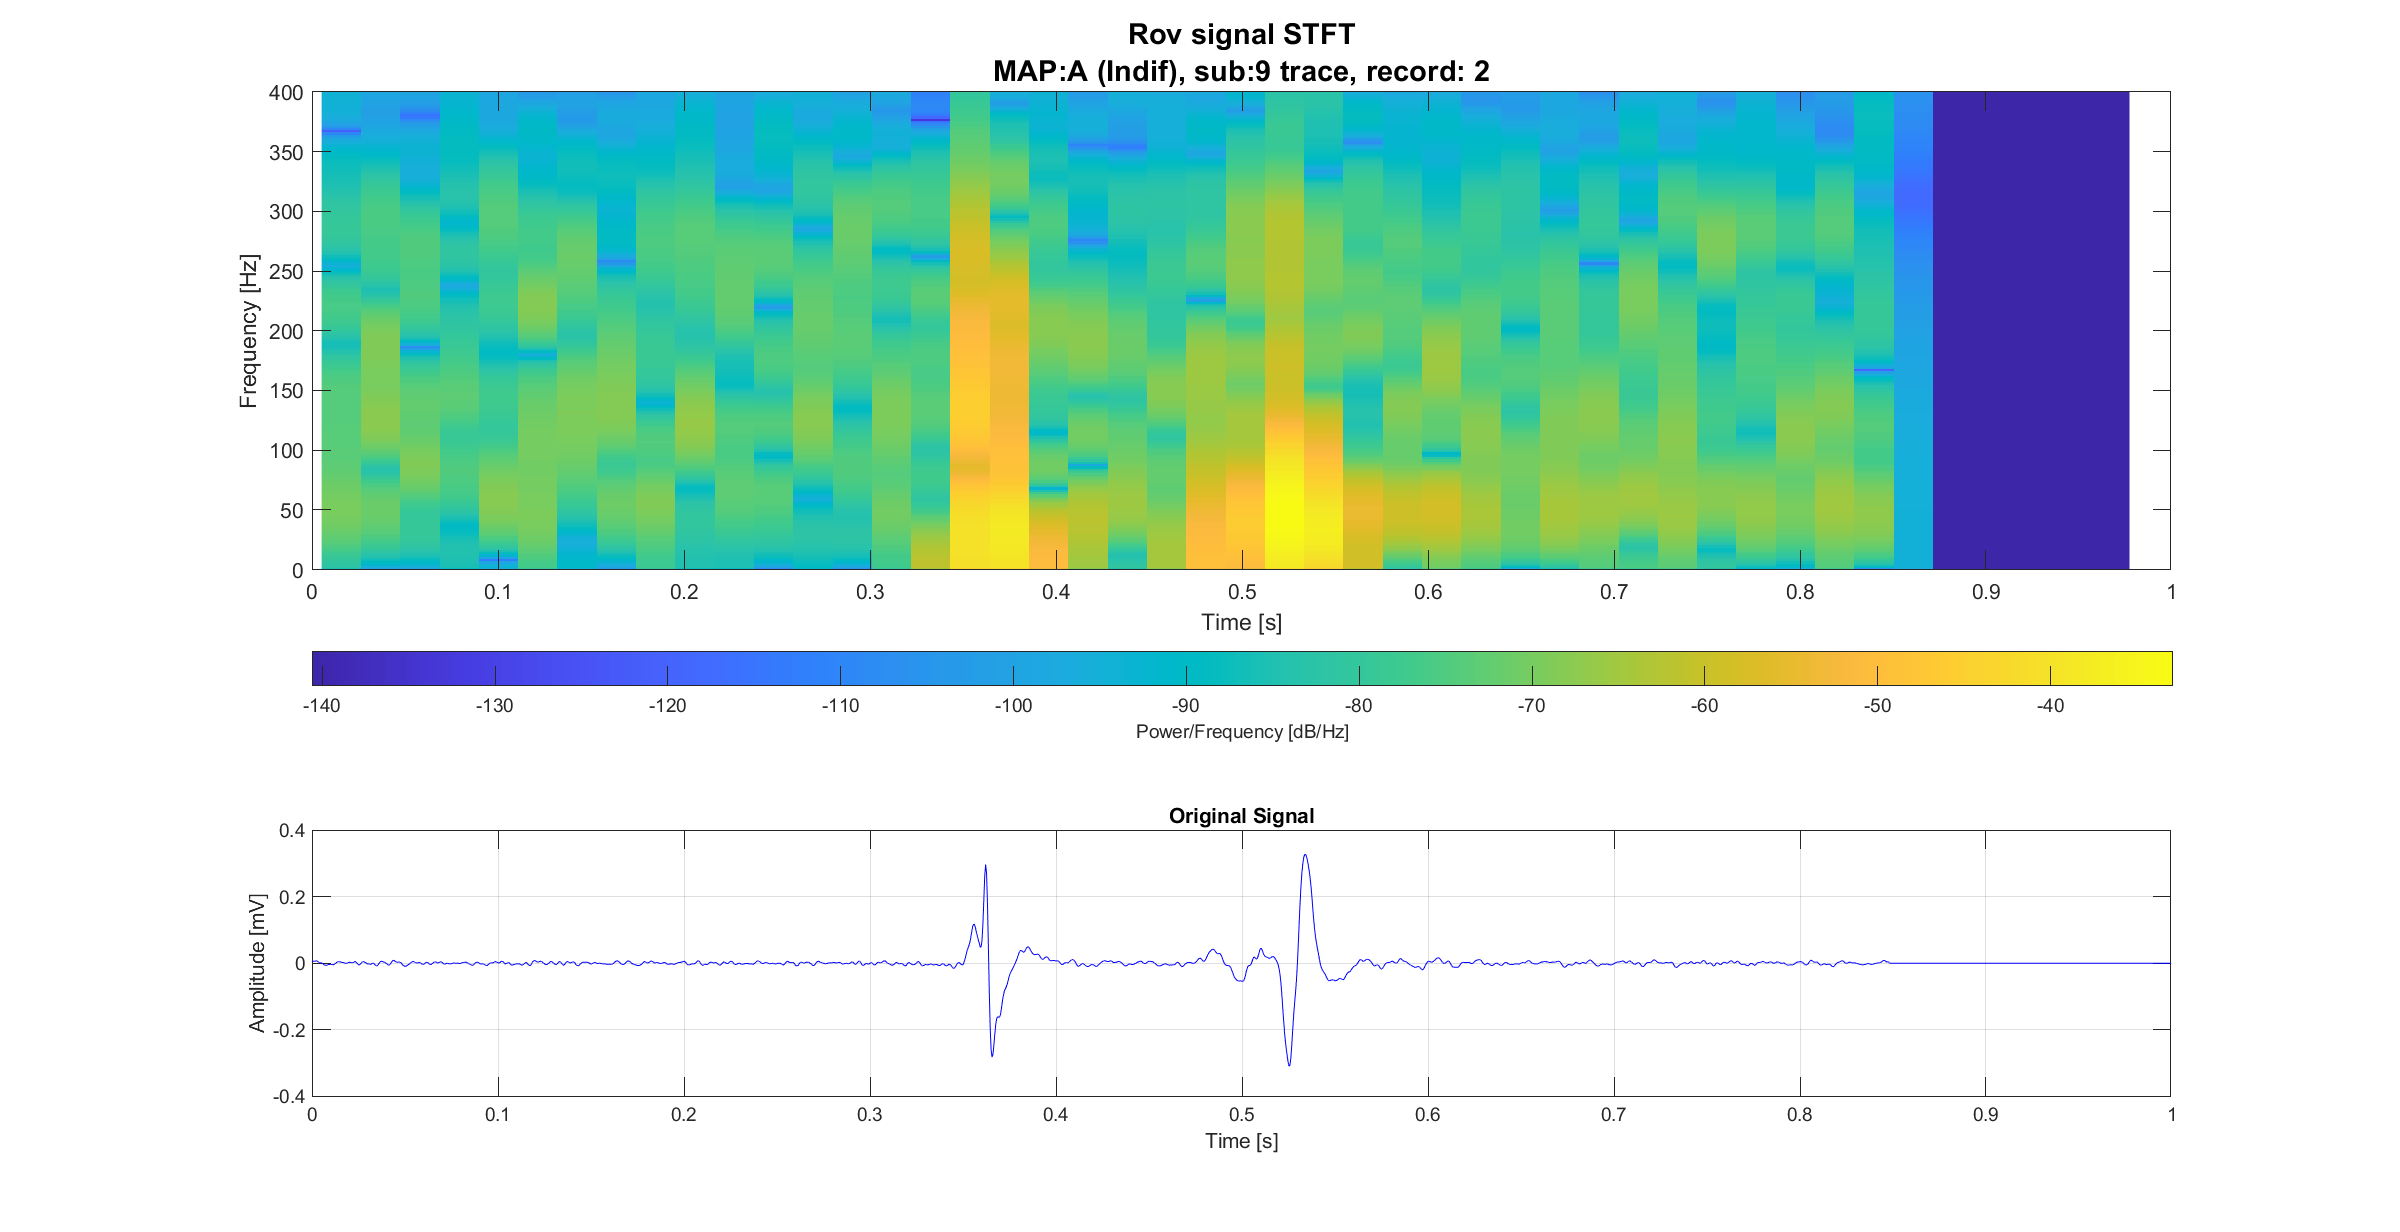 Rov signal STFT
MAP:A (Indif), sub:9 trace, record: 2
400
350
300
250
200
150
100
50
0
Frequency [Hz]
0 0.1 0.2 0.3 0.4 0.5 0.6 0.7 0.8 0.9 1
Time [s]
-140 -130 -120 -110 -100 -90 -80 -70 -60 -50 -40
Power/Frequency [dB/Hz]
Original Signal
0.4
0.2
0
-0.2
-0.4
Amplitude [mV]
0 0.1 0.2 0.3 0.4 0.5 0.6 0.7 0.8 0.9 1
Time [s]